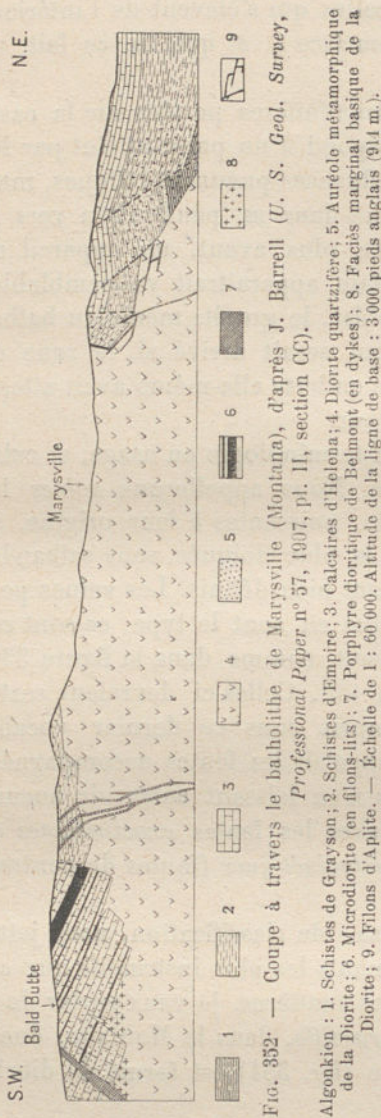 S.W.
Bald Butte
Marysville
N.E.
1 2 3 4 5 6 7 8 9
Fig. 352. — Coupe à travers le batholithe de Marysville (Montana), d'après J. Barrell (U. S. Geol. Survey,
Professional Paper n° 57, 1907, pl. II, section CC).
Algonkien : 1. Schistes de Grayson ; 2. Schistes d'Empire ; 3. Calcaires d'Helena ; 4. Diorite quartzifère ; 5. Auréole métamorphique
de la Diorite ; 6. Microdiorite (en filons-lits) ; 7. Porphyre dioritique de Belmont (en dykes) ; 8. Faciès marginal basique de la
Diorite ; 9. Filons d'Aplite. — Échelle de 1 : 60 000. Altitude de la ligne de base : 3 000 pieds anglais (914 m.).